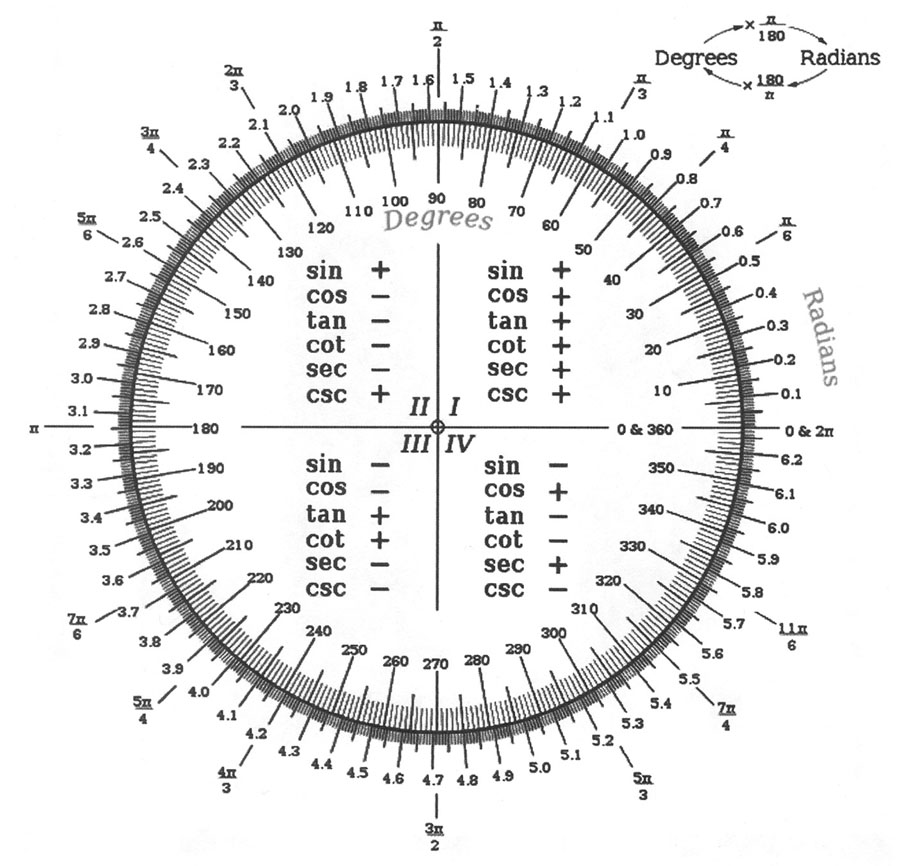 π/2
× π/180
Degrees Radians
× 180/π
2π/3 π/3
3π/4 π/4
5π/6 π/6
7π/6 11π/6
5π/4 7π/4
4π/3 5π/3
3π/2
π
0 & 2π
0.1 0.2 0.3 0.4 0.5 0.6 0.7 0.8 0.9 1.0 1.1 1.2 1.3 1.4 1.5
1.6 1.7 1.8 1.9 2.0 2.1 2.2 2.3 2.4 2.5 2.6 2.7 2.8 2.9 3.0 3.1
3.2 3.3 3.4 3.5 3.6 3.7 3.8 3.9 4.0 4.1 4.2 4.3 4.4 4.5 4.6 4.7
4.8 4.9 5.0 5.1 5.2 5.3 5.4 5.5 5.6 5.7 5.8 5.9 6.0 6.1 6.2
Radians
Degrees
0 & 360
10 20 30 40 50 60 70 80 90
100 110 120 130 140 150 160 170 180
190 200 210 220 230 240 250 260 270
280 290 300 310 320 330 340 350
sin +
cos −
tan −
cot −
sec −
csc +
II
sin +
cos +
tan +
cot +
sec +
csc +
I
III
sin −
cos −
tan +
cot +
sec −
csc −
IV
sin −
cos +
tan −
cot −
sec +
csc −